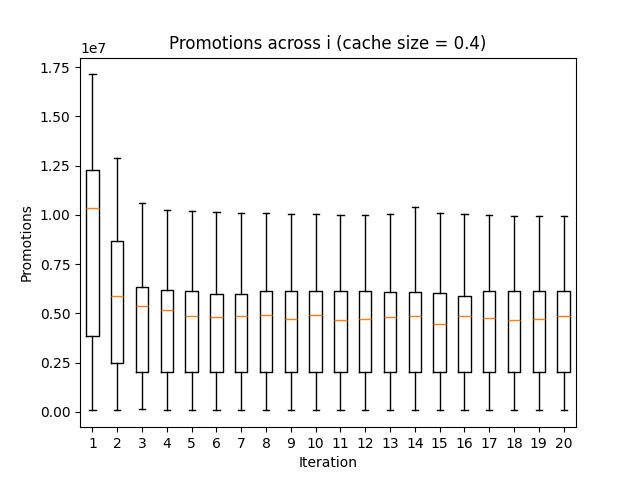 Promotions across i (cache size = 0.4)
1e7
1.75
1.50
1.25
1.00
0.75
0.50
0.25
0.00
Promotions
1 2 3 4 5 6 7 8 9 10 11 12 13 14 15 16 17 18 19 20
Iteration